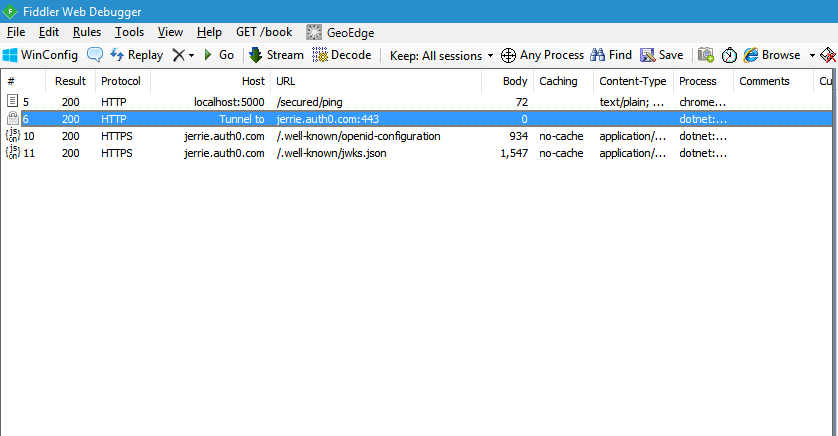 Fiddler Web Debugger
File Edit Rules Tools View Help GET /book GeoEdge
WinConfig Replay Go Stream Decode Keep: All sessions Any Process Find Save Browse
# Result Protocol Host URL Body Caching Content-Type Process Comments Cu
5 200 HTTP localhost:5000 /secured/ping 72 text/plain; ... chrome...
6 200 HTTP Tunnel to jerrie.auth0.com:443 0 dotnet:...
{js on} 10 200 HTTPS jerrie.auth0.com /.well-known/openid-configuration 934 no-cache application/... dotnet:...
{js on} 11 200 HTTPS jerrie.auth0.com /.well-known/jwks.json 1,547 no-cache application/... dotnet:...